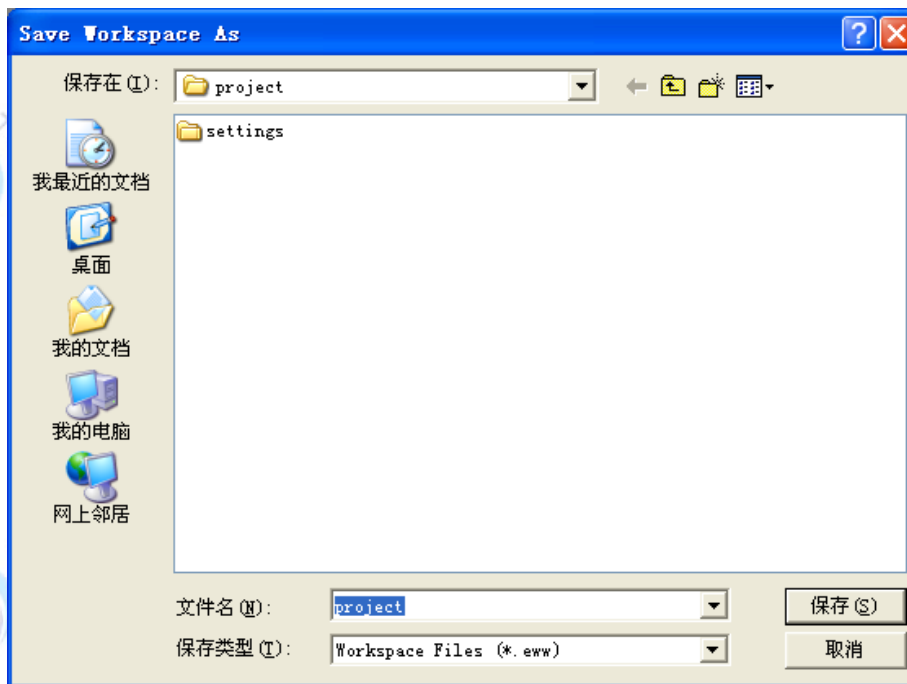 Save Workspace As
保存在(I):
project
settings
我最近的文档
桌面
我的文档
我的电脑
网上邻居
文件名(N):
project
保存(S)
保存类型(T):
Workspace Files (*.eww)
取消